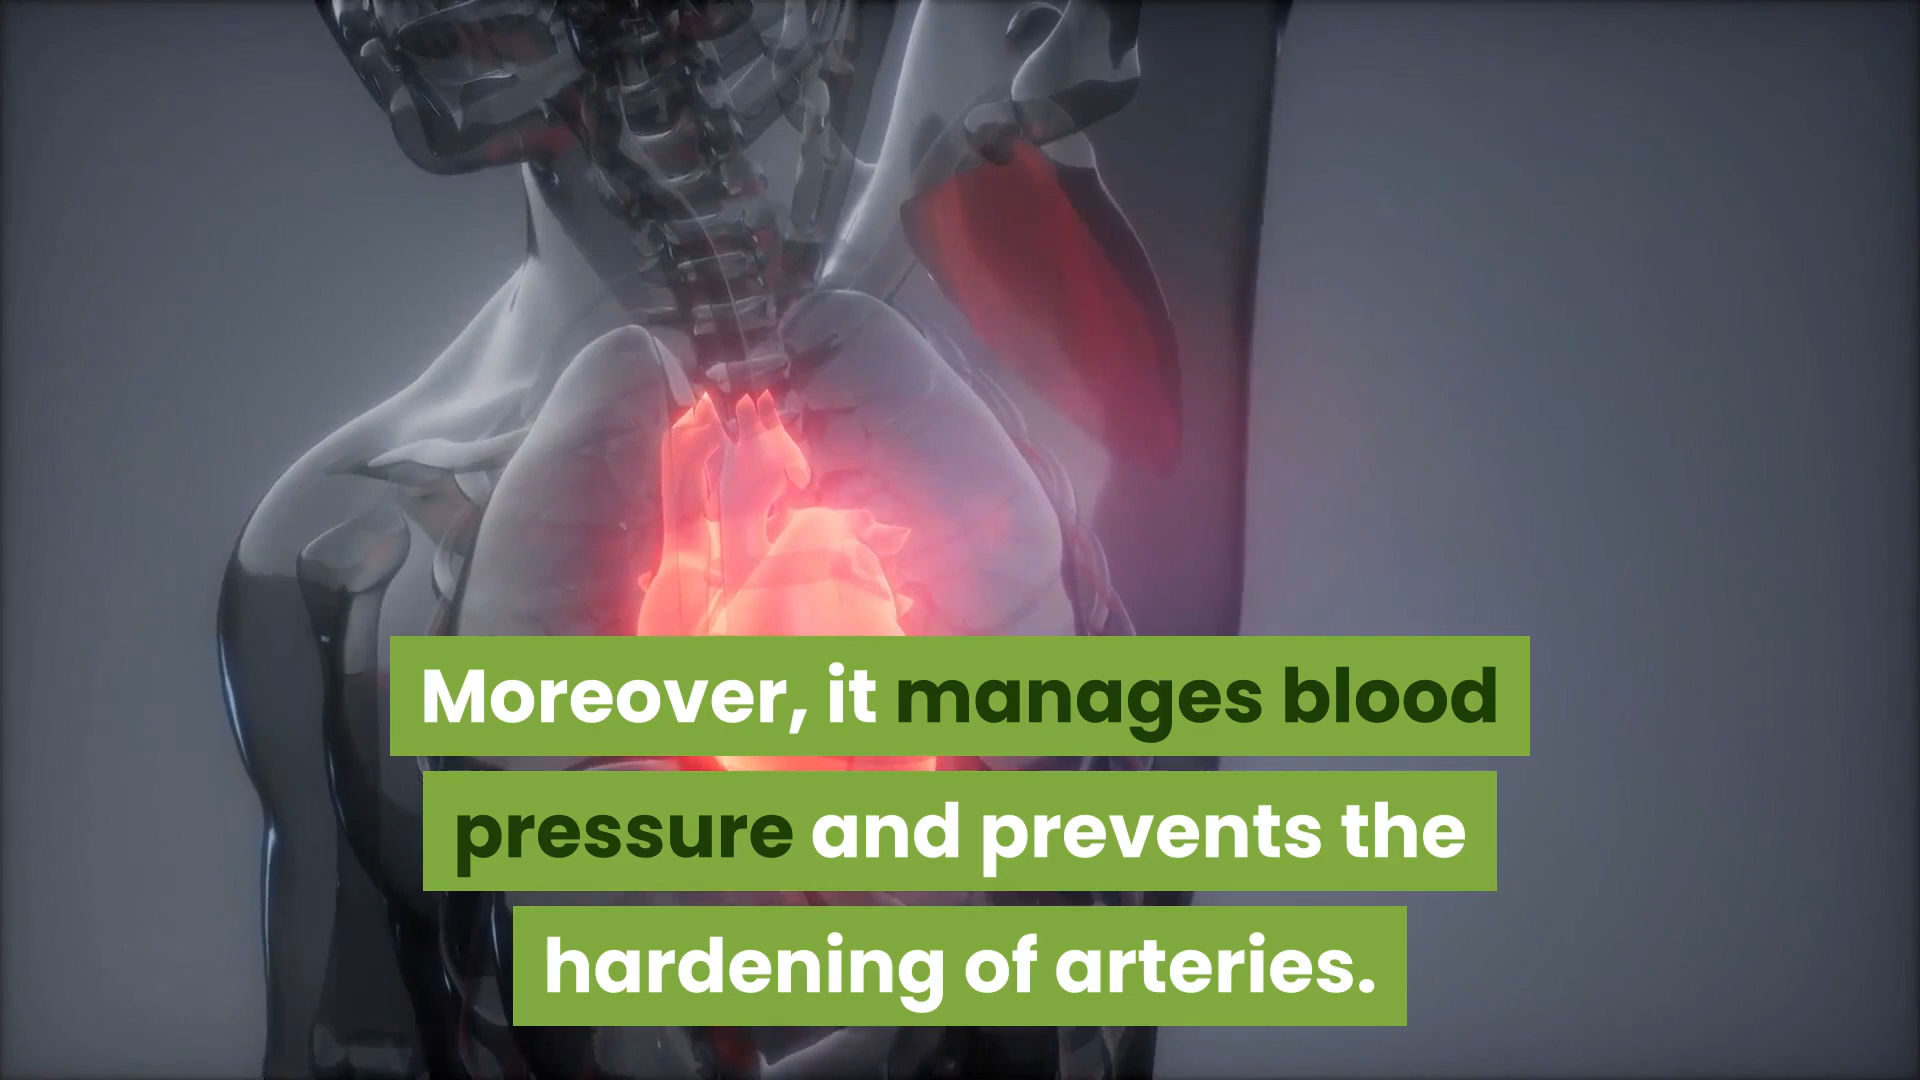 Moreover, it manages blood
pressure and prevents the
hardening of arteries.